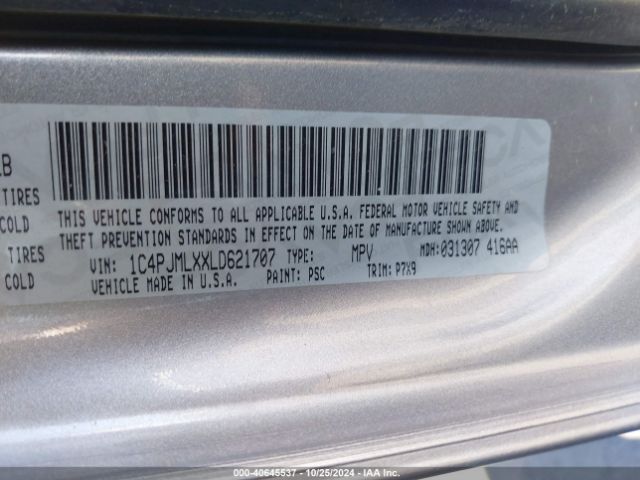 LB
TIRES
COLD
TIRES
COLD
THIS VEHICLE CONFORMS TO ALL APPLICABLE U.S.A. FEDERAL MOTOR VEHICLE SAFETY AND
THEFT PREVENTION STANDARDS IN EFFECT ON THE DATE OF MANUFACTURE SHOWN ABOVE.
VIN: 1C4PJMLXXLD621707 TYPE: MPV MDH:031307 416AA
VEHICLE MADE IN U.S.A. PAINT: PSC TRIM: P7X9
000-40645537 - 10/25/2024 - IAA Inc.